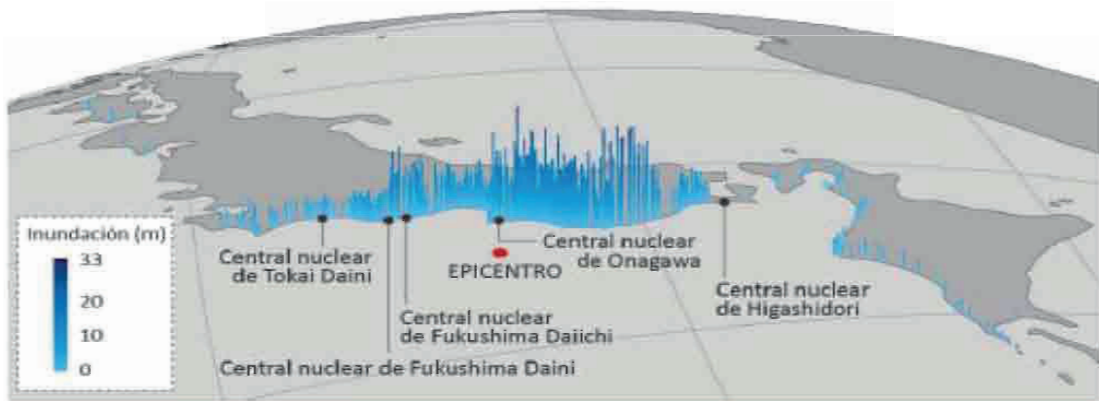 Inundación (m)
33
20
10
0
Central nuclear
de Tokai Daini
EPICENTRO
Central nuclear
de Onagawa
Central nuclear
de Higashidori
Central nuclear
de Fukushima Daiichi
Central nuclear de Fukushima Daini